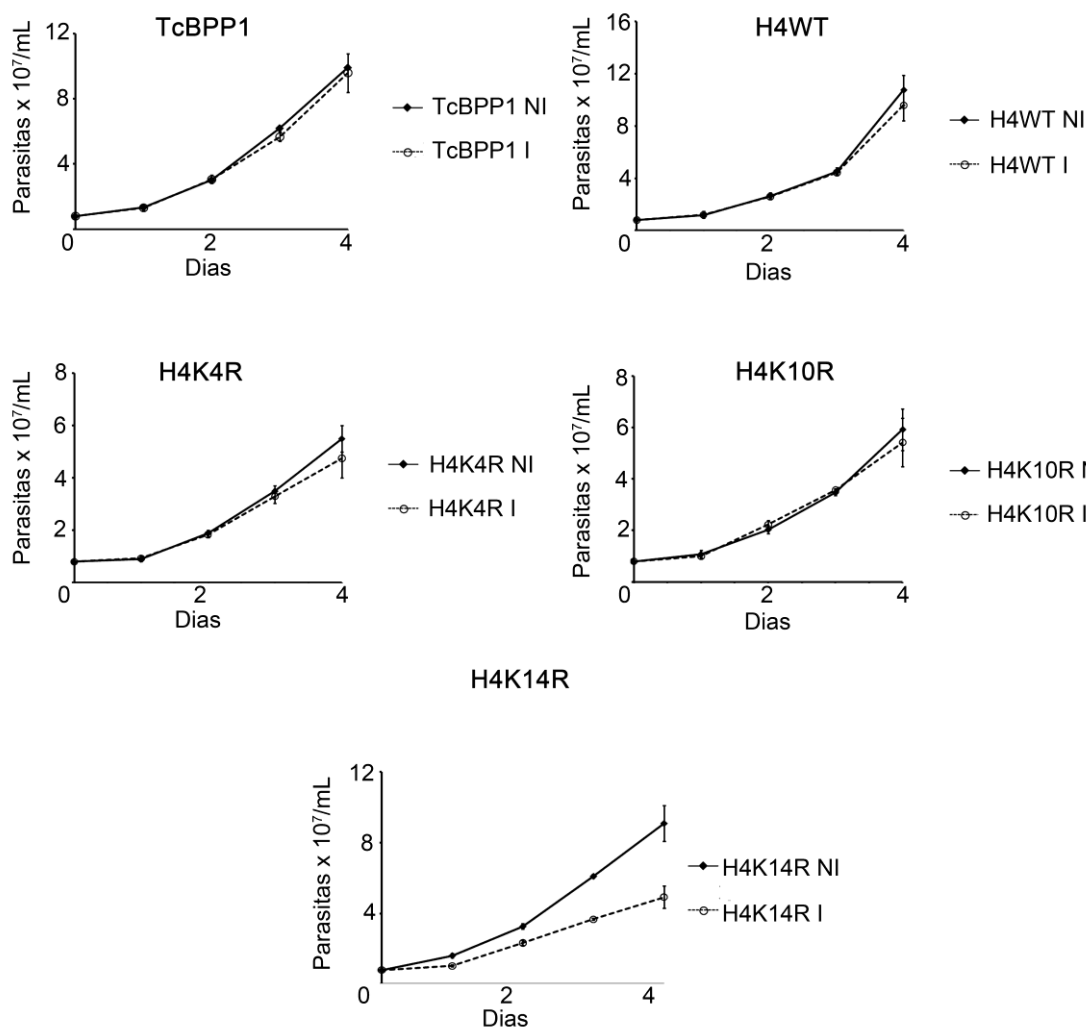 TcBPP1
12
8
4
0
2
4
Parasitas x 10⁷/mL
Dias
TcBPP1 NI
TcBPP1 I
H4WT
16
12
8
4
0
2
4
Parasitas x 10⁷/mL
Dias
H4WT NI
H4WT I
H4K4R
8
6
4
2
0
2
4
Parasitas x 10⁷/mL
Dias
H4K4R NI
H4K4R I
H4K10R
8
6
4
2
0
2
4
Parasitas x 10⁷/mL
Dias
H4K10R
H4K10R I
H4K14R
12
8
4
0
2
4
Parasitas x 10⁷/mL
Dias
H4K14R NI
H4K14R I